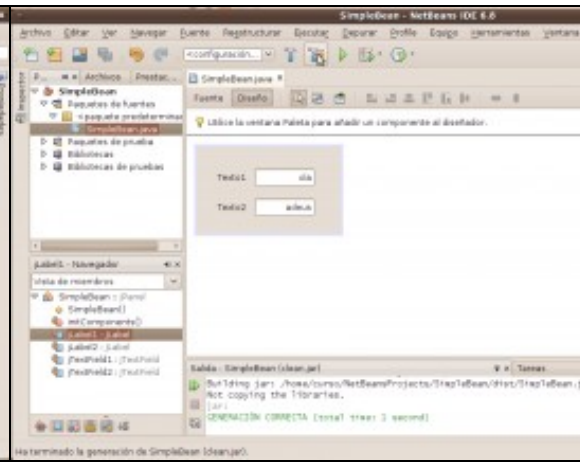 SimpleBean - NetBeans IDE 6.8
Archivo Editar Ver Navegar Fuente Reestructurar Ejecutar Depurar Profile Equipo Herramientas Ventana
<configuración...>
P... Archivos Prestac... SimpleBean.java
SimpleBean
Fuente Diseño
Paquetes de fuentes
<paquete predeterminad
SimpleBean.java
Utilice la ventana Paleta para añadir un componente al diseñador.
Paquetes de prueba
Bibliotecas
Bibliotecas de pruebas
Texto1
Texto2
jLabel1 - Navegador
Vista de miembros
SimpleBean :: JPanel
SimpleBean()
initComponents()
jLabel1 : JLabel
jLabel2 : JLabel
jTextField1 : JTextField
jTextField2 : JTextField
Salida - SimpleBean (clean,jar)
Tareas
Building jar: /home/curso/NetBeansProjects/SimpleBean/dist/SimpleBean.j
Not copying the libraries.
jar:
GENERACIÓN CORRECTA (total time: 1 second)
Ha terminado la generación de SimpleBean (clean,jar).